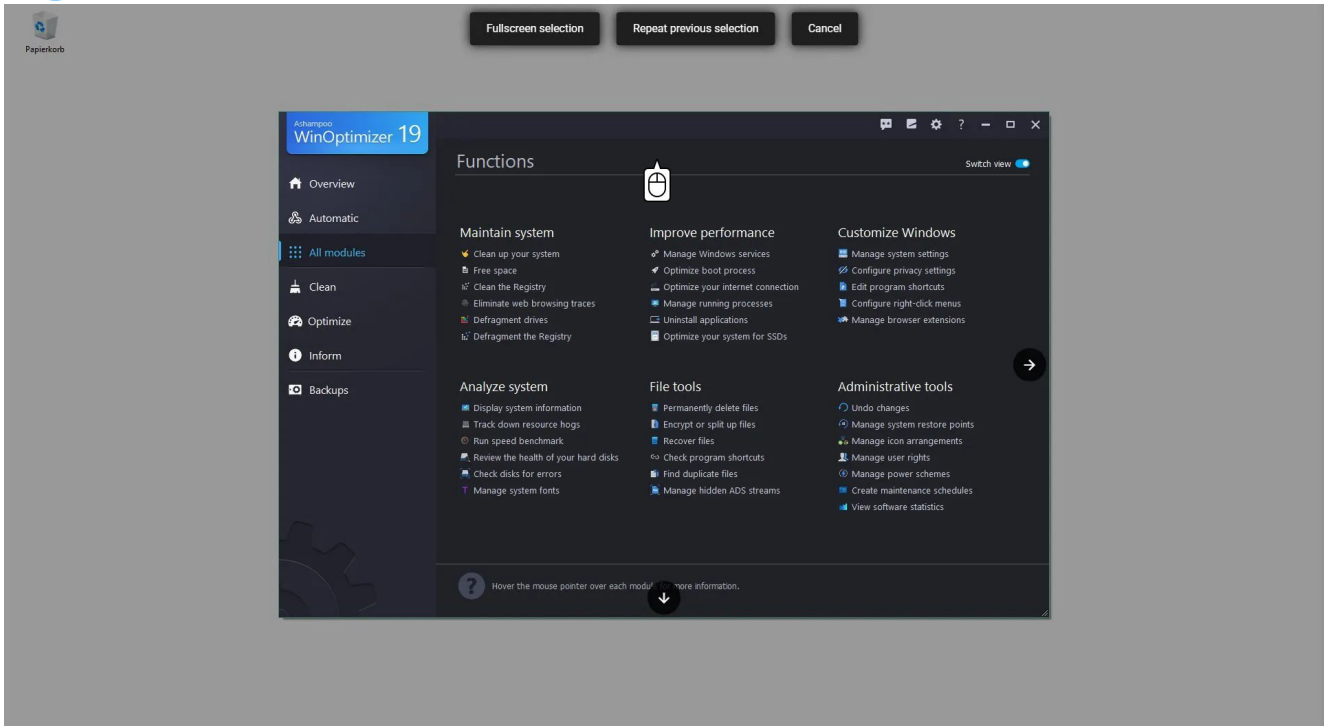 Fullscreen selection
Repeat previous selection
Cancel
Papierkorb
Ashampoo
WinOptimizer 19
Functions
Switch view
Overview
Automatic
All modules
Clean
Optimize
Inform
Backups
Maintain system
Clean up your system
Free space
Clean the Registry
Eliminate web browsing traces
Defragment drives
Defragment the Registry
Improve performance
Manage Windows services
Optimize boot process
Optimize your internet connection
Manage running processes
Uninstall applications
Optimize your system for SSDs
Customize Windows
Manage system settings
Configure privacy settings
Edit program shortcuts
Configure right-click menus
Manage browser extensions
Analyze system
Display system information
Track down resource hogs
Run speed benchmark
Review the health of your hard disks
Check disks for errors
Manage system fonts
File tools
Permanently delete files
Encrypt or split up files
Recover files
Check program shortcuts
Find duplicate files
Manage hidden ADS streams
Administrative tools
Undo changes
Manage system restore points
Manage icon arrangements
Manage user rights
Manage power schemes
Create maintenance schedules
View software statistics
Hover the mouse pointer over each more information.